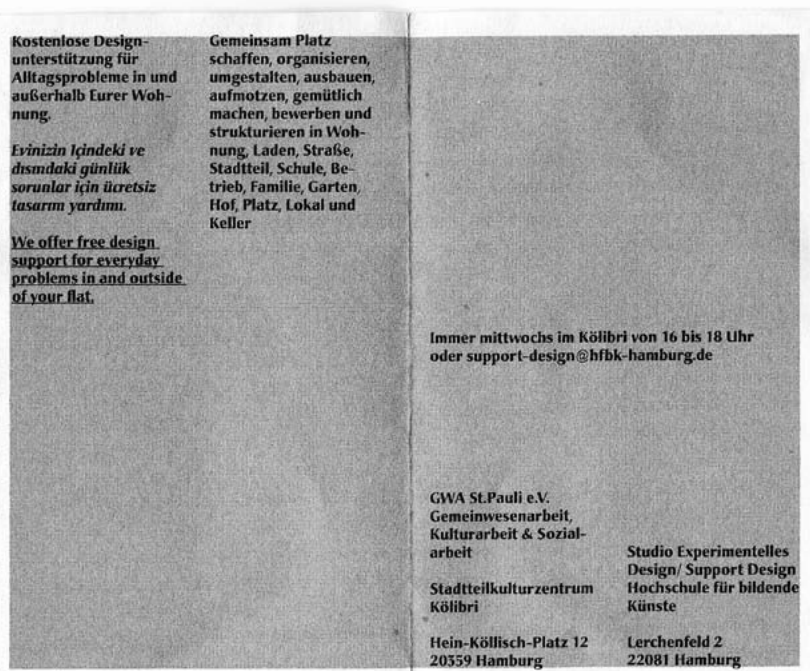 Kostenlose Design-
unterstützung für
Alltagsprobleme in und
außerhalb Eurer Woh-
nung.
Evinizin Içindeki ve
dısındaki günlük
sorunlar için ücretsiz
tasarım yardımı.
We offer free design
support for everyday
problems in and outside
of your flat.
Gemeinsam Platz
schaffen, organisieren,
umgestalten, ausbauen,
aufmotzen, gemütlich
machen, bewerben und
strukturieren in Woh-
nung, Laden, Straße,
Stadtteil, Schule, Be-
trieb, Familie, Garten,
Hof, Platz, Lokal und
Keller
Immer mittwochs im Kölibri von 16 bis 18 Uhr
oder support-design@hfbk-hamburg.de
GWA St.Pauli e.V.
Gemeinwesenarbeit,
Kulturarbeit & Sozial-
arbeit
Stadtteilkulturzentrum
Kölibri
Hein-Köllisch-Platz 12
20359 Hamburg
Studio Experimentelles
Design/ Support Design
Hochschule für bildende
Künste
Lerchenfeld 2
22081 Hamburg